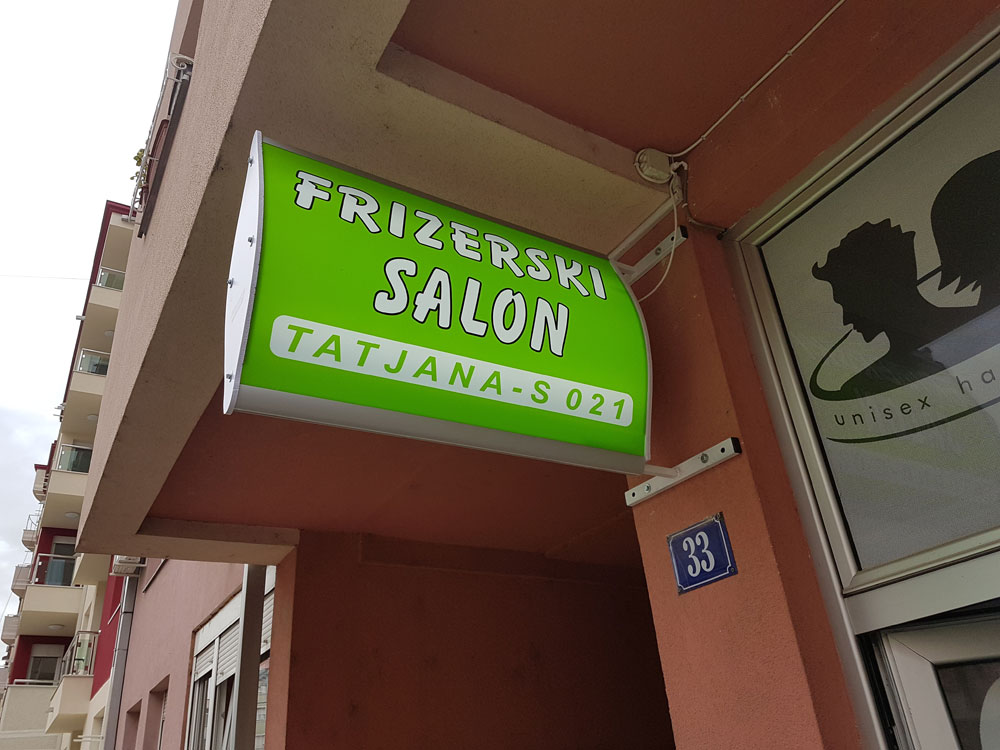 FRIZERSKI
SALON
TATJANA-S 021
33
unisex